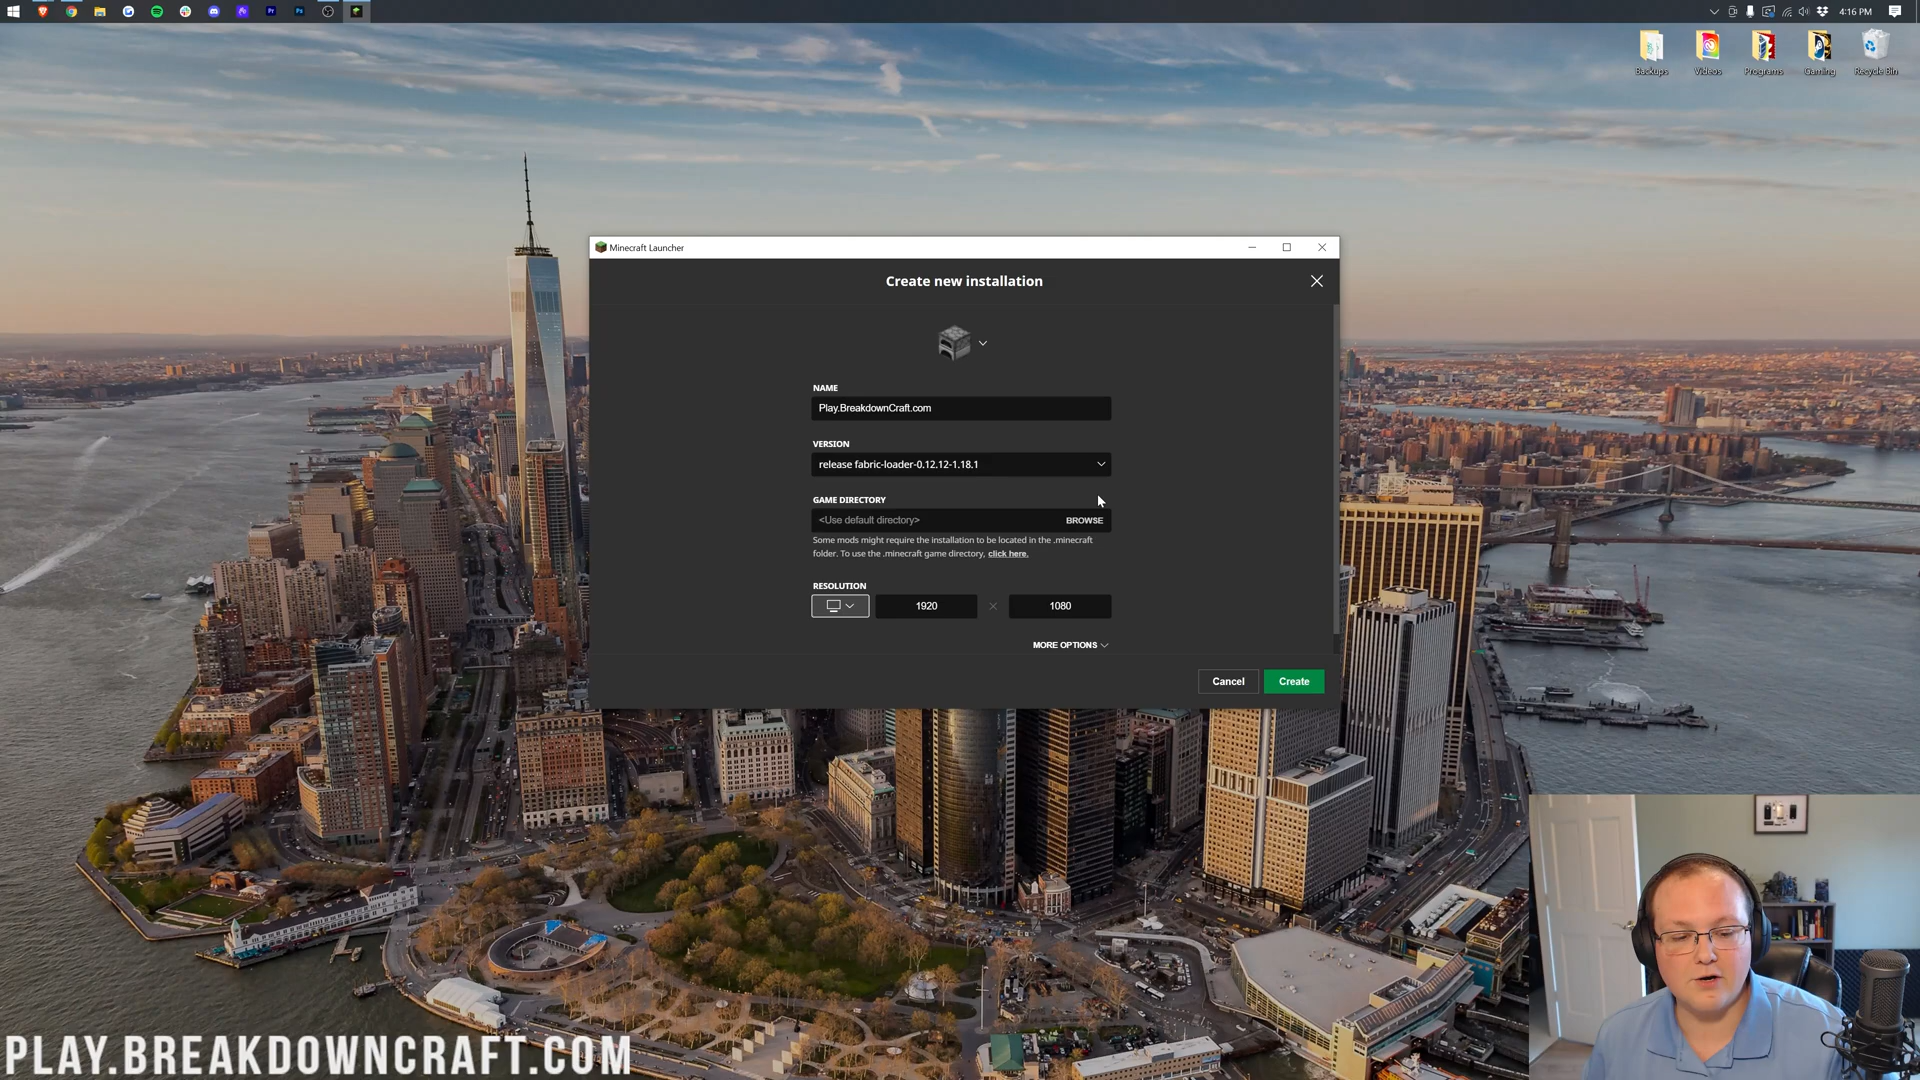 4:16 PM
Backups
Videos
Programs
Gaming
Recycle Bin
Minecraft Launcher
Create new installation
NAME
Play.BreakdownCraft.com
VERSION
release fabric-loader-0.12.12-1.18.1
GAME DIRECTORY
<Use default directory>
BROWSE
Some mods might require the installation to be located in the .minecraft
folder. To use the .minecraft game directory, click here.
RESOLUTION
1920
1080
MORE OPTIONS
Cancel
Create
PLAY.BREAKDOWNCRAFT.COM